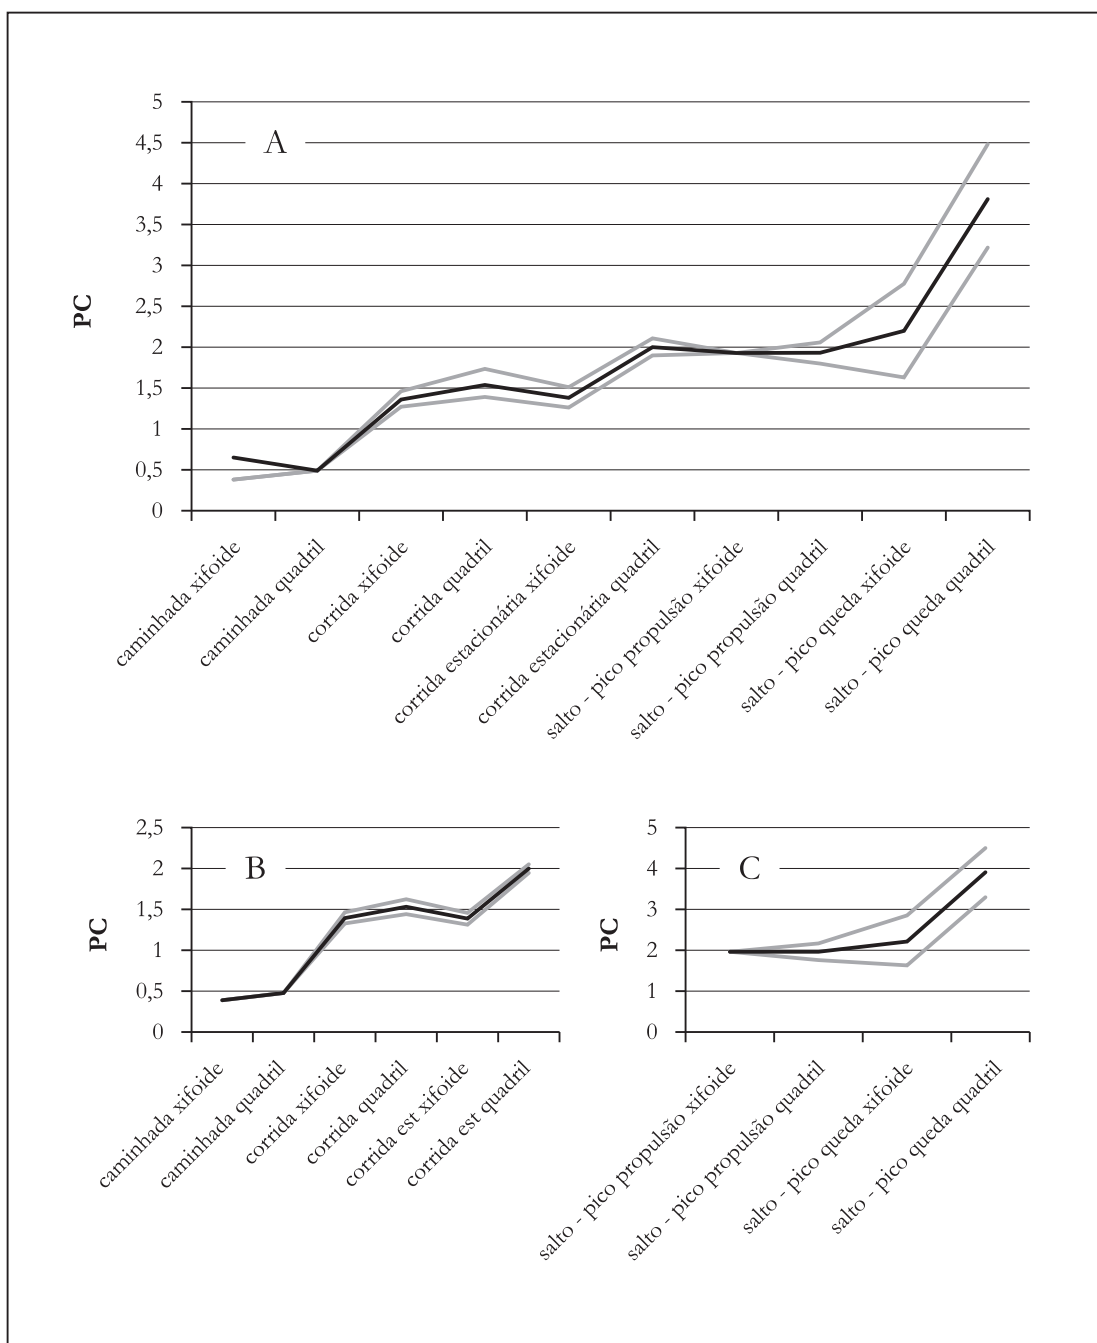 5
4,5
A
4
3,5
3
2,5
2
1,5
1
0,5
0
PC
caminhada xifoide
caminhada quadril
corrida xifoide
corrida quadril
corrida estacionária xifoide
corrida estacionária quadril
salto - pico propulsão xifoide
salto - pico propulsão quadril
salto - pico queda xifoide
salto - pico queda quadril
2,5
2
B
1,5
1
0,5
0
PC
caminhada xifoide
caminhada quadril
corrida xifoide
corrida quadril
corrida est xifoide
corrida est quadril
5
4
C
3
2
1
0
PC
salto - pico propulsão xifoide
salto - pico propulsão quadril
salto - pico queda xifoide
salto - pico queda quadril